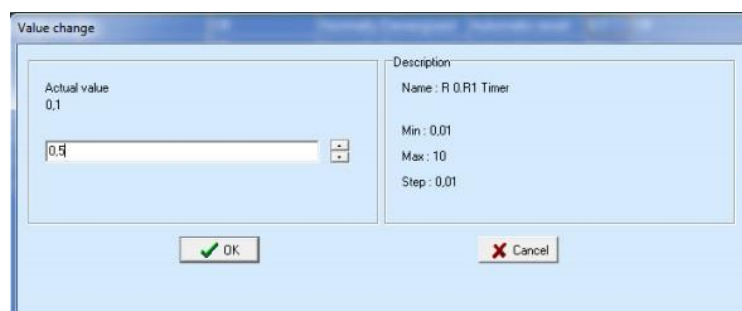 Value change
Actual value
0,1
0,5
OK
Description
Name : R 0.R1 Timer
Min : 0,01
Max : 10
Step : 0,01
Cancel